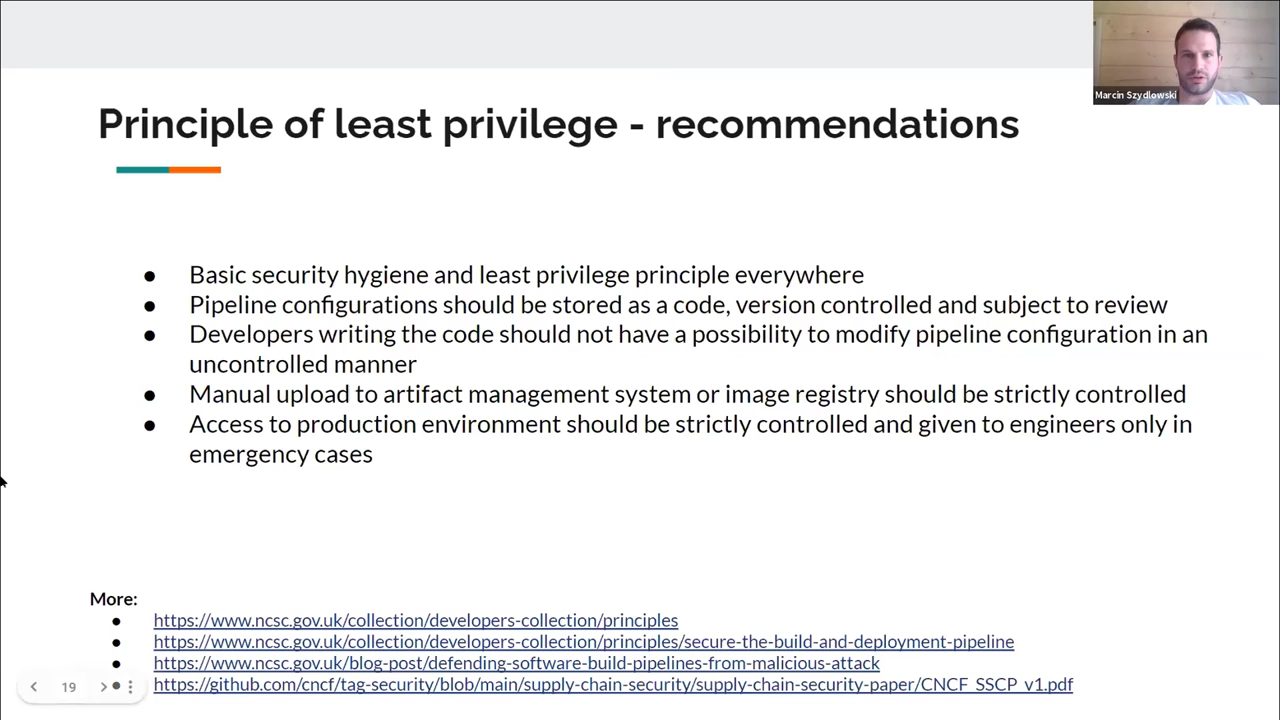 Marcin Szydlowski
Principle of least privilege - recommendations
● Basic security hygiene and least privilege principle everywhere
● Pipeline configurations should be stored as a code, version controlled and subject to review
● Developers writing the code should not have a possibility to modify pipeline configuration in an
uncontrolled manner
● Manual upload to artifact management system or image registry should be strictly controlled
● Access to production environment should be strictly controlled and given to engineers only in
emergency cases
More:
● https://www.ncsc.gov.uk/collection/developers-collection/principles
● https://www.ncsc.gov.uk/collection/developers-collection/principles/secure-the-build-and-deployment-pipeline
● https://www.ncsc.gov.uk/blog-post/defending-software-build-pipelines-from-malicious-attack
● https://github.com/cncf/tag-security/blob/main/supply-chain-security/supply-chain-security-paper/CNCF_SSCP_v1.pdf
19